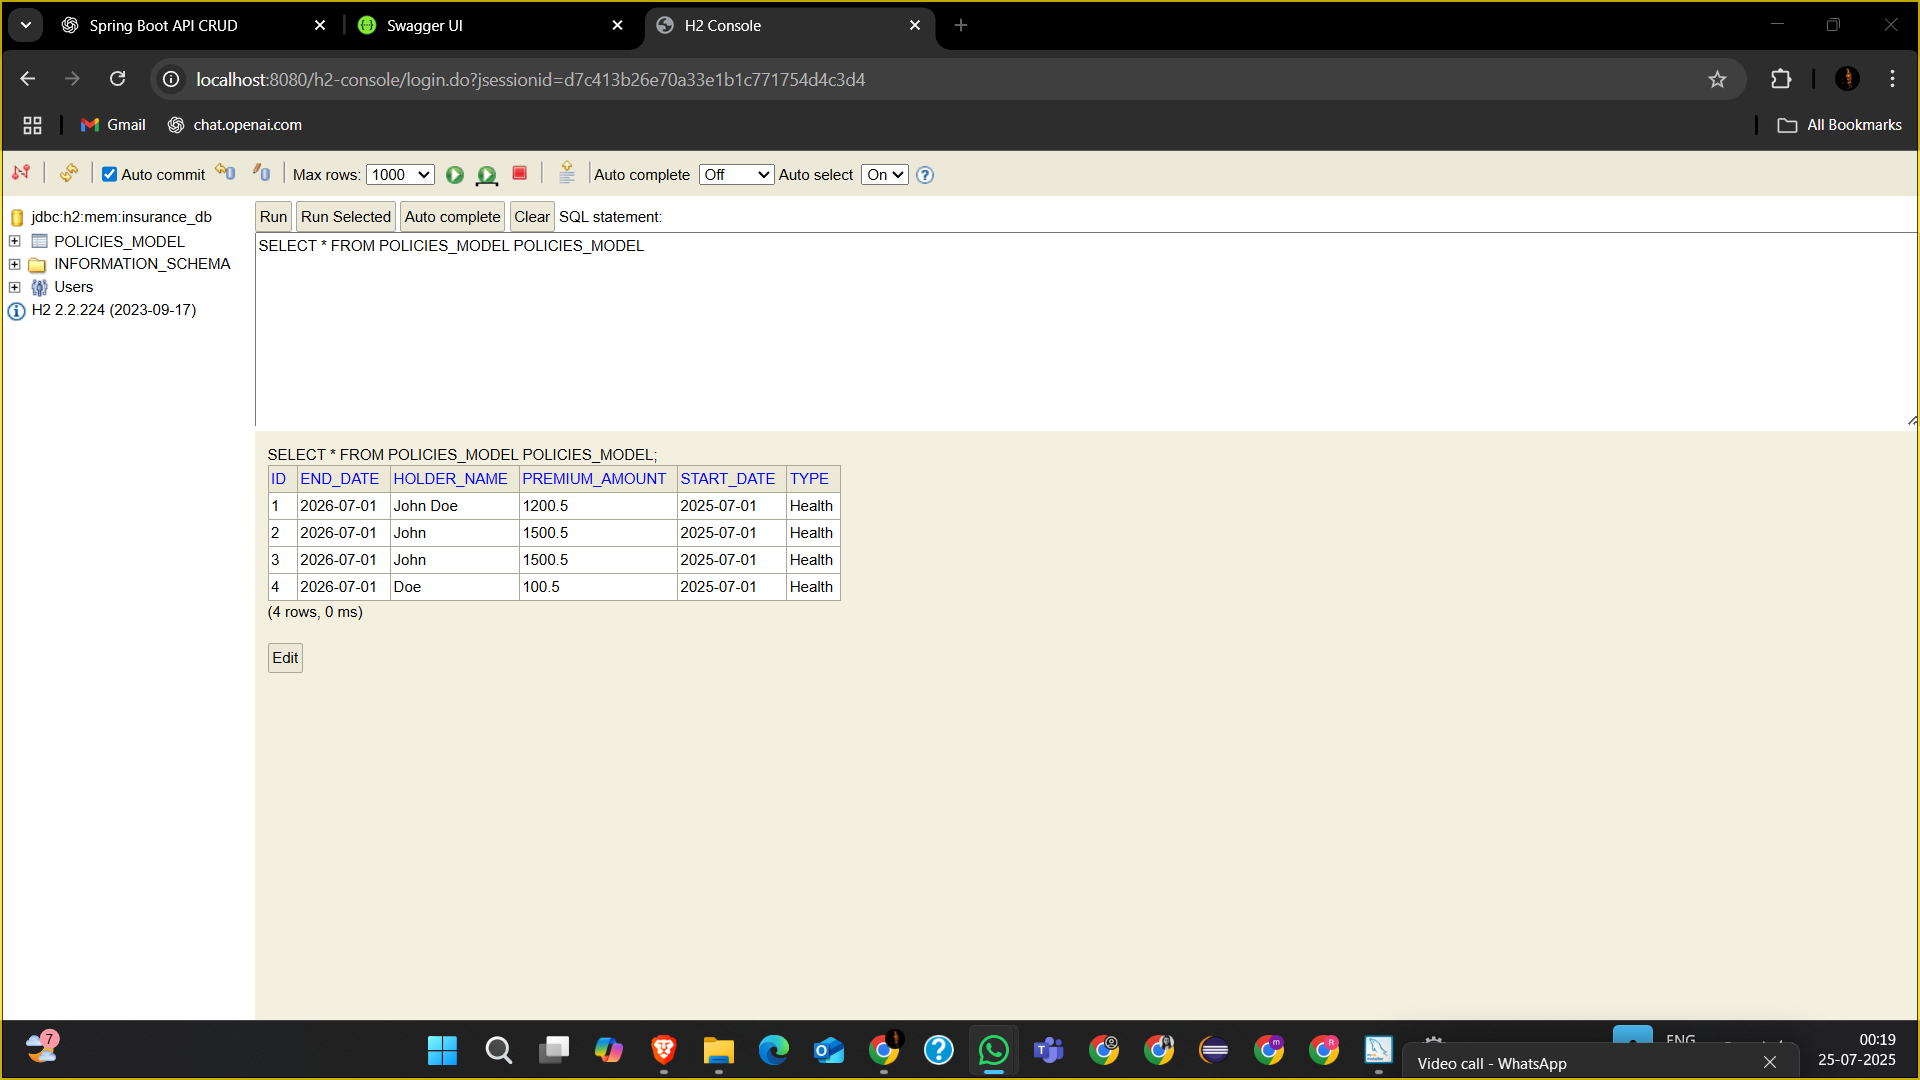 Spring Boot API CRUD
Swagger UI
H2 Console
localhost:8080/h2-console/login.do?jsessionid=d7c413b26e70a33e1b1c771754d4c3d4
Gmail
chat.openai.com
All Bookmarks
Auto commit
Max rows: 1000
Auto complete Off
Auto select On
jdbc:h2:mem:insurance_db
POLICIES_MODEL
INFORMATION_SCHEMA
Users
H2 2.2.224 (2023-09-17)
Run Run Selected Auto complete Clear SQL statement:
SELECT * FROM POLICIES_MODEL POLICIES_MODEL
SELECT * FROM POLICIES_MODEL POLICIES_MODEL;
ID END_DATE HOLDER_NAME PREMIUM_AMOUNT START_DATE TYPE
1 2026-07-01 John Doe 1200.5 2025-07-01 Health
2 2026-07-01 John 1500.5 2025-07-01 Health
3 2026-07-01 John 1500.5 2025-07-01 Health
4 2026-07-01 Doe 100.5 2025-07-01 Health
(4 rows, 0 ms)
Edit
7
ENG
00:19
25-07-2025
Video call - WhatsApp